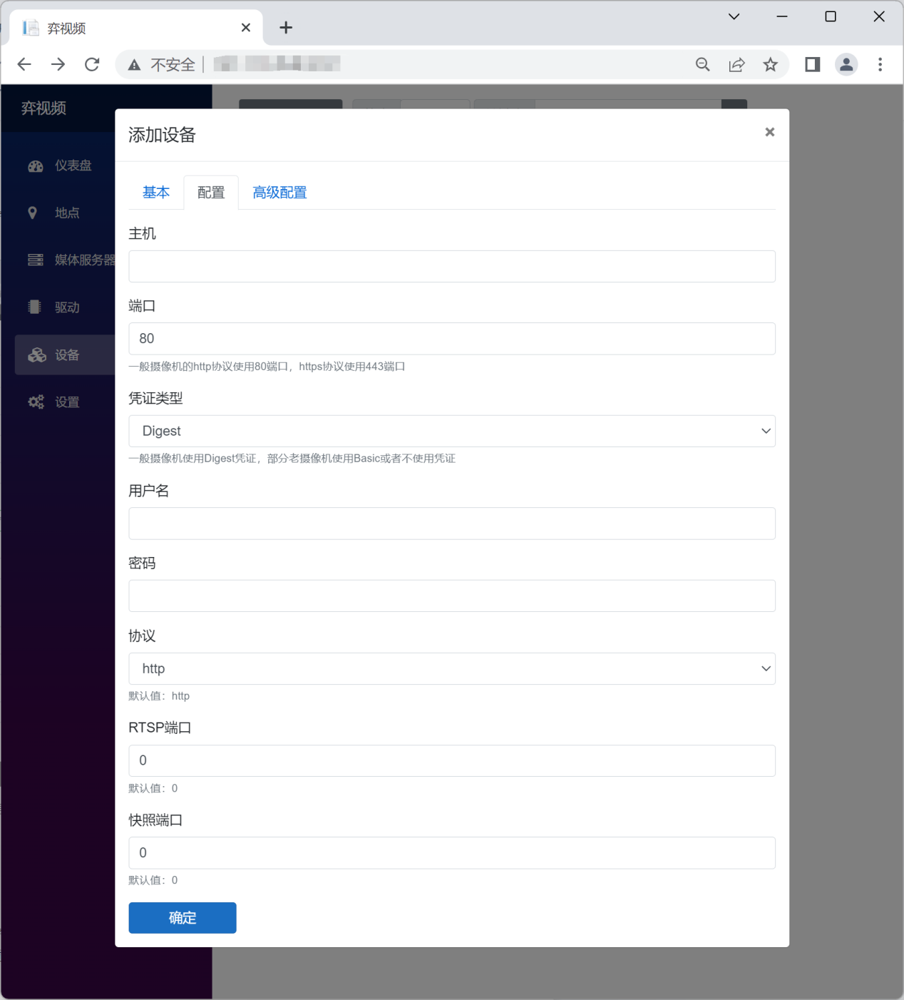 弈视频
不安全
弈视频
仪表盘
地点
媒体服务器
驱动
设备
设置
添加设备
基本
配置
高级配置
主机
端口
80
一般摄像机的http协议使用80端口，https协议使用443端口
凭证类型
Digest
一般摄像机使用Digest凭证，部分老摄像机使用Basic或者不使用凭证
用户名
密码
协议
http
默认值：http
RTSP端口
0
默认值：0
快照端口
0
默认值：0
确定